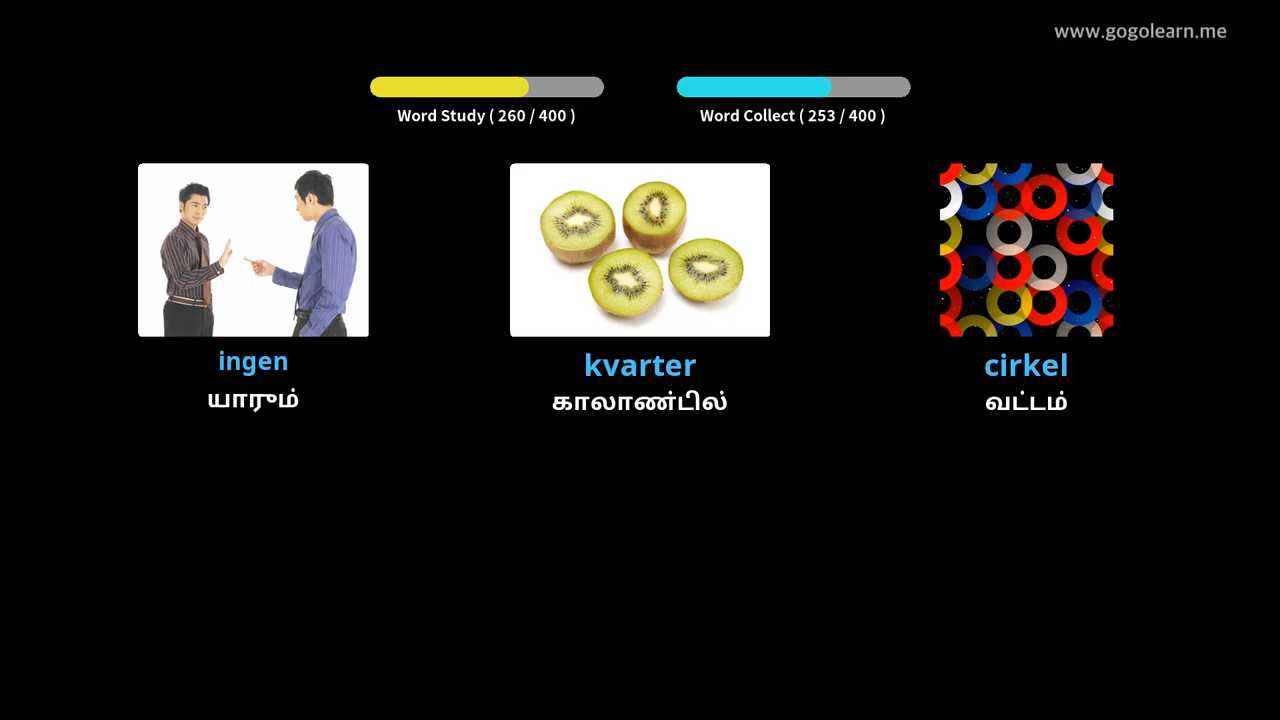 www.gogolearn.me
Word Study ( 260 / 400 )
Word Collect ( 253 / 400 )
ingen
kvarter
cirkel
யாரும்
காலாண்பில்
வட்டம்